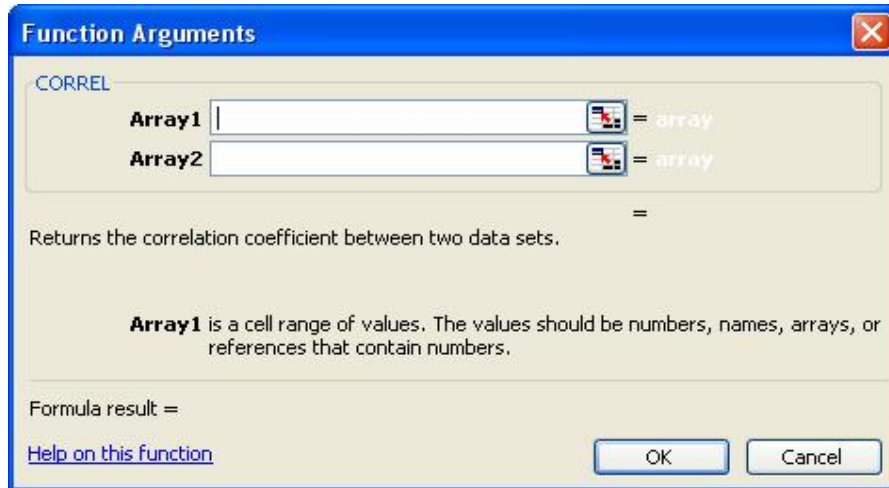 Function Arguments
CORREL
Array1 = array
Array2 = array
=
Returns the correlation coefficient between two data sets.
Array1 is a cell range of values. The values should be numbers, names, arrays, or
references that contain numbers.
Formula result =
Help on this function
OK Cancel